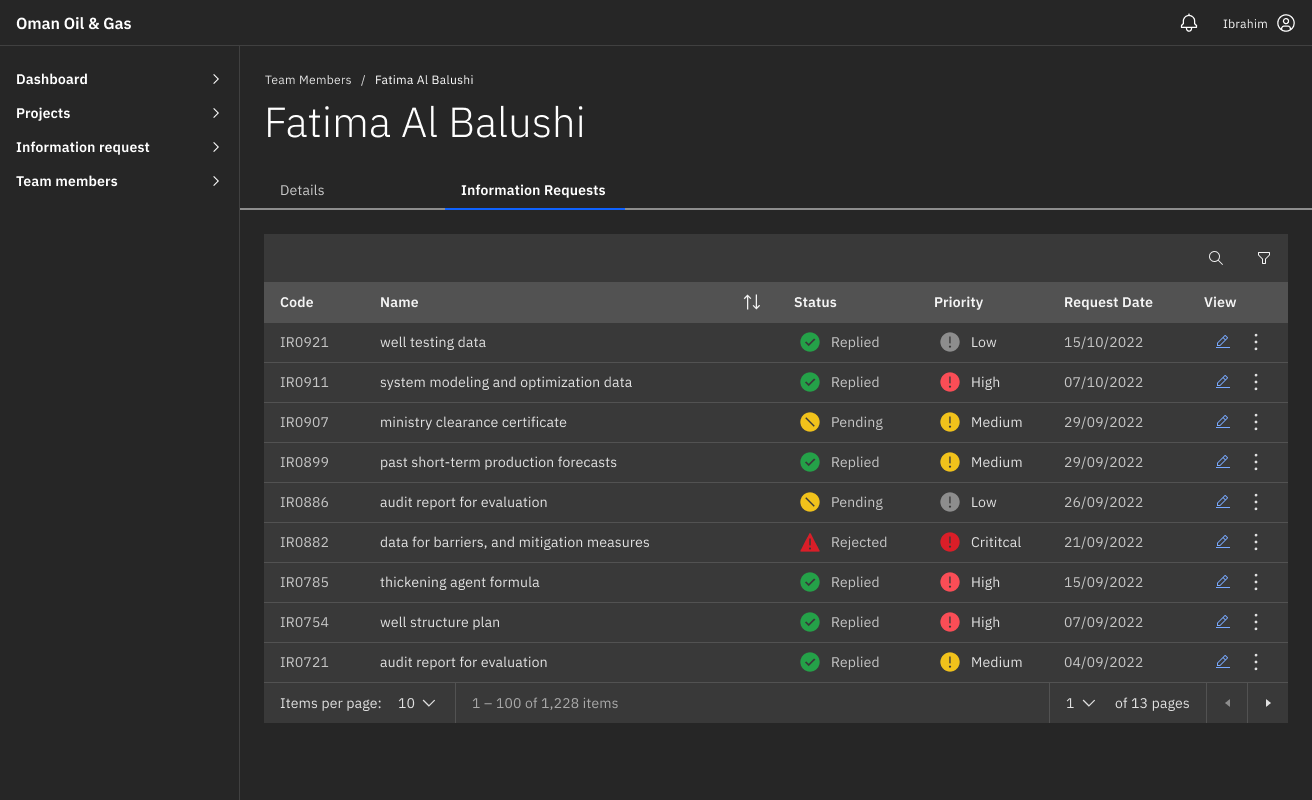 Oman Oil & Gas
Ibrahim
Dashboard
Projects
Information request
Team members
Team Members / Fatima Al Balushi
Fatima Al Balushi
Details Information Requests
Code Name Status Priority Request Date View
IR0921 well testing data Replied Low 15/10/2022
IR0911 system modeling and optimization data Replied High 07/10/2022
IR0907 ministry clearance certificate Pending Medium 29/09/2022
IR0899 past short-term production forecasts Replied Medium 29/09/2022
IR0886 audit report for evaluation Pending Low 26/09/2022
IR0882 data for barriers, and mitigation measures Rejected Crititcal 21/09/2022
IR0785 thickening agent formula Replied High 15/09/2022
IR0754 well structure plan Replied High 07/09/2022
IR0721 audit report for evaluation Replied Medium 04/09/2022
Items per page: 10 1 – 100 of 1,228 items 1 of 13 pages